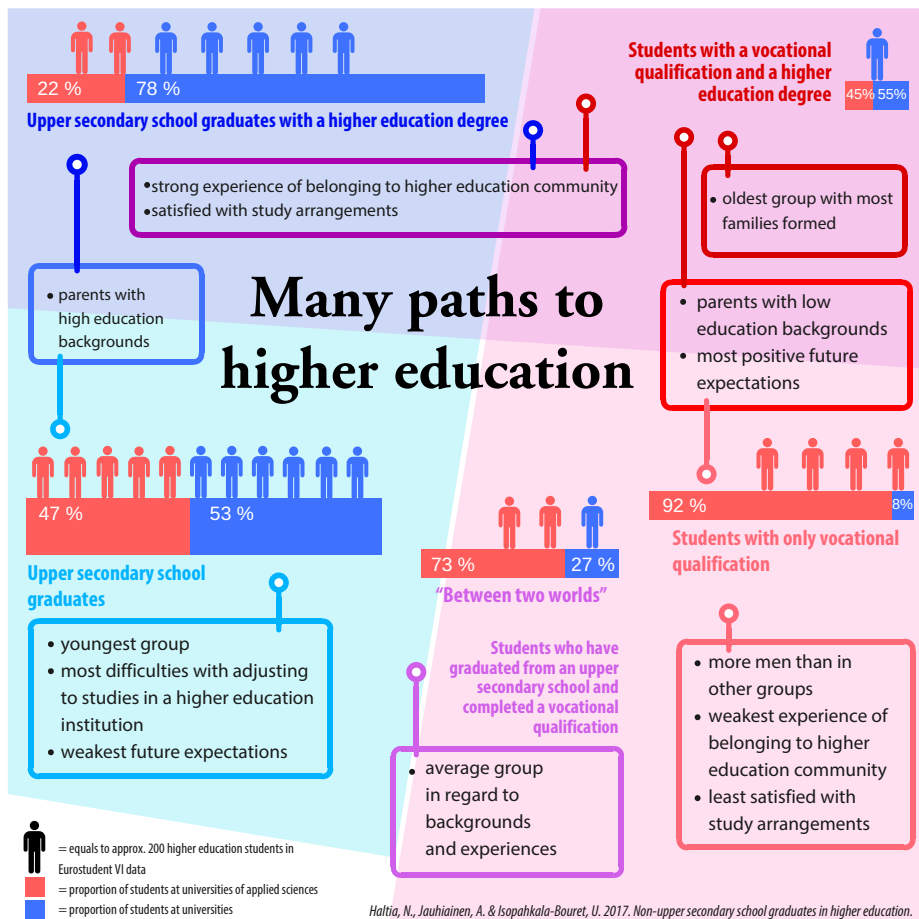 22 %
78 %
Upper secondary school graduates with a higher education degree
Students with a vocational
qualification and a higher
education degree
45%
55%
•strong experience of belonging to higher education community
•satisfied with study arrangements
• oldest group with most
families formed
• parents with
high education
backgrounds
Many paths to
higher education
• parents with low
education backgrounds
• most positive future
expectations
47 %
53 %
Upper secondary school
graduates
• youngest group
• most difficulties with adjusting
to studies in a higher education
institution
• weakest future expectations
73 %
27 %
“Between two worlds”
Students who have
graduated from an upper
secondary school and
completed a vocational
qualification
• average group
in regard to
backgrounds
and experiences
92 %
8%
Students with only vocational
qualification
• more men than in
other groups
• weakest experience of
belonging to higher
education community
• least satisfied with
study arrangements
= equals to approx. 200 higher education students in
Eurostudent VI data
= proportion of students at universities of applied sciences
= proportion of students at universities
Haltia, N., Jauhiainen, A. & Isopahkala-Bouret, U. 2017. Non-upper secondary school graduates in higher education.